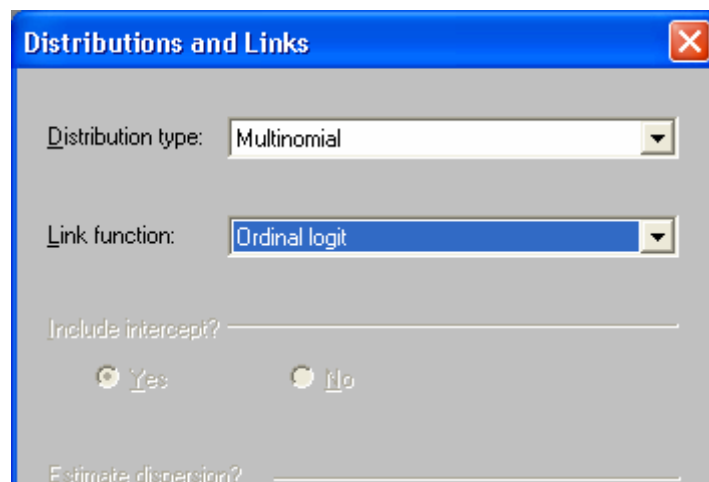 Distributions and Links
Distribution type: Multinomial
Link function: Ordinal logit
Include intercept?
Yes No
Estimate dispersion?